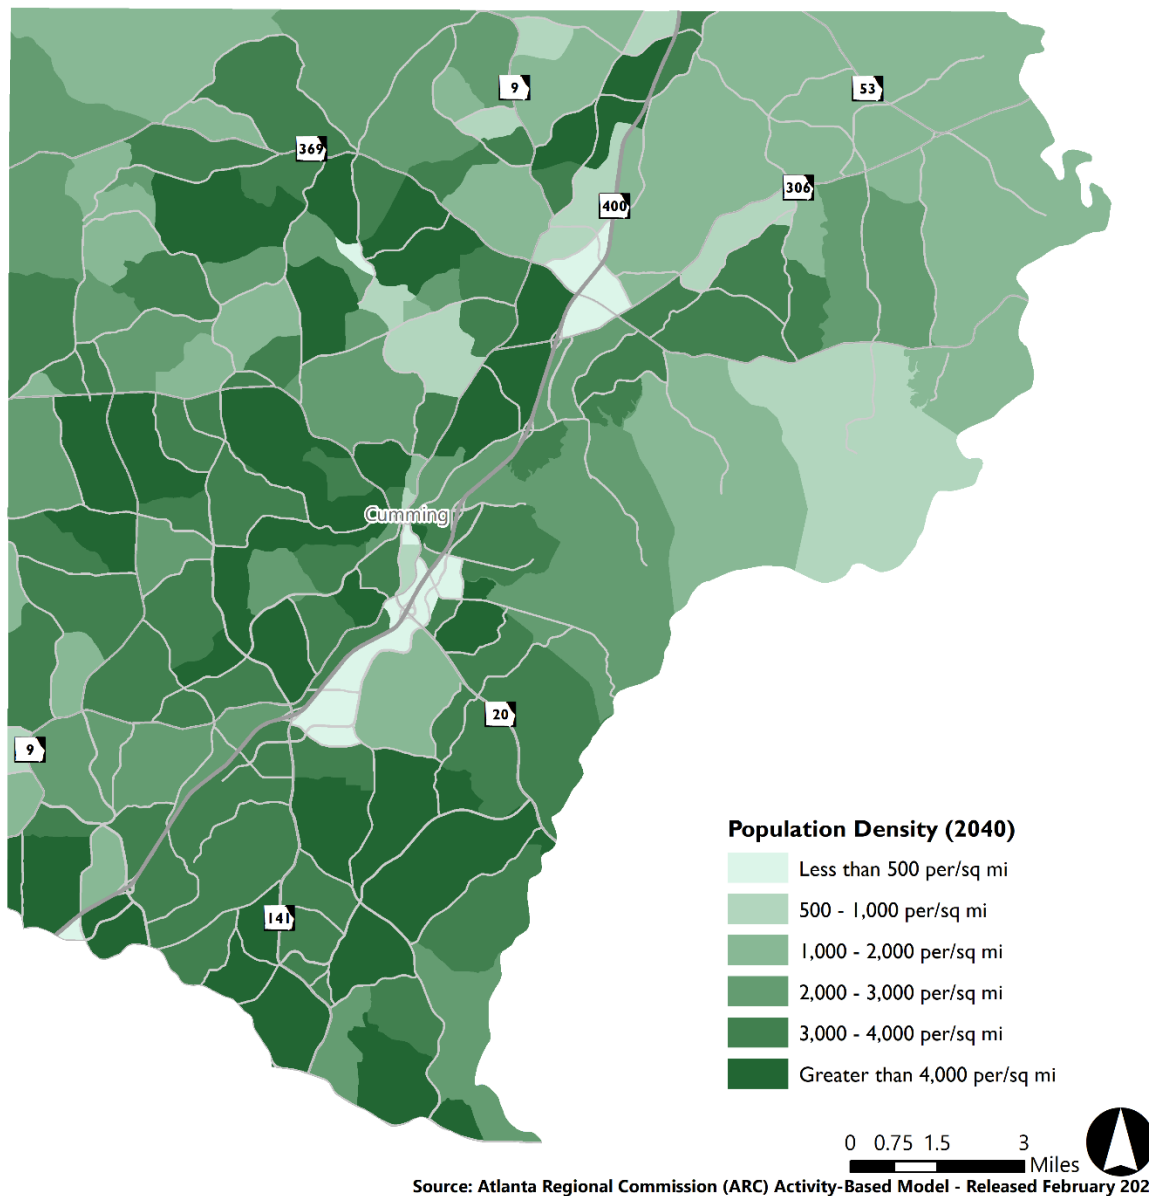 9
53
369
306
400
Cumming
20
9
141
Population Density (2040)
Less than 500 per/sq mi
500 - 1,000 per/sq mi
1,000 - 2,000 per/sq mi
2,000 - 3,000 per/sq mi
3,000 - 4,000 per/sq mi
Greater than 4,000 per/sq mi
0 0.75 1.5 3
Miles
Source: Atlanta Regional Commission (ARC) Activity-Based Model - Released February 202